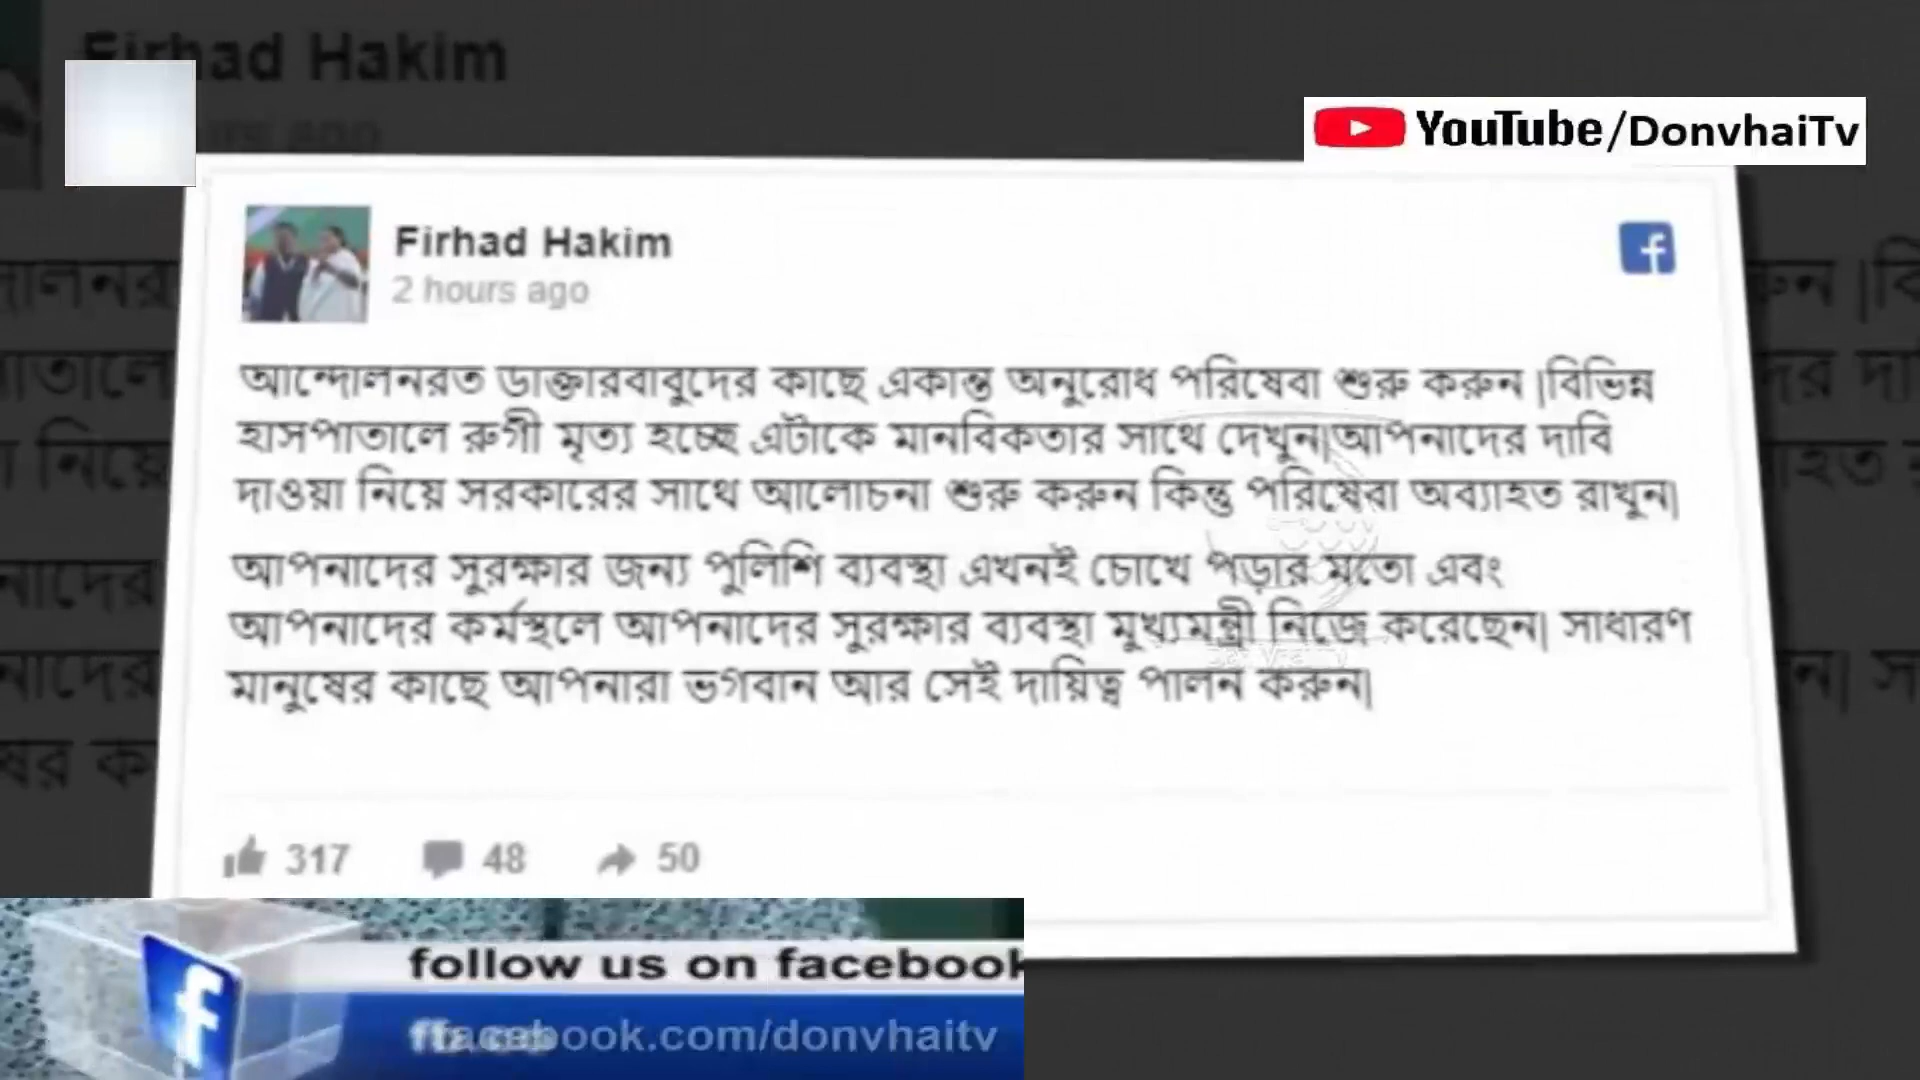 Firhad Hakim
YouTube/DonvhaiTv
Firhad Hakim
2 hours ago
আন্দোলনরত ডাক্তারবাবুদের কাছে একান্ত অনুরোধ পরিষেবা শুরু করুন |বিভিন্ন
হাসপাতালে রুগী মৃত্য হচ্ছে এটাকে মানবিকতার সাথে দেখুন|আপনাদের দাবি
দাওয়া নিয়ে সরকারের সাথে আলোচনা শুরু করুন কিন্তু পরিষেবা অব্যাহত রাখুন|
আপনাদের সুরক্ষার জন্য পুলিশি ব্যবস্থা এখনই চোখে পড়ার মতো এবং
আপনাদের কর্মস্থলে আপনাদের সুরক্ষার ব্যবস্থা মুখ্যমন্ত্রী নিজে করেছেন| সাধারণ
মানুষের কাছে আপনারা ভগবান আর সেই দায়িত্ব পালন করুন|
317 48 50
follow us on facebook
facebook.com/donvhaitv